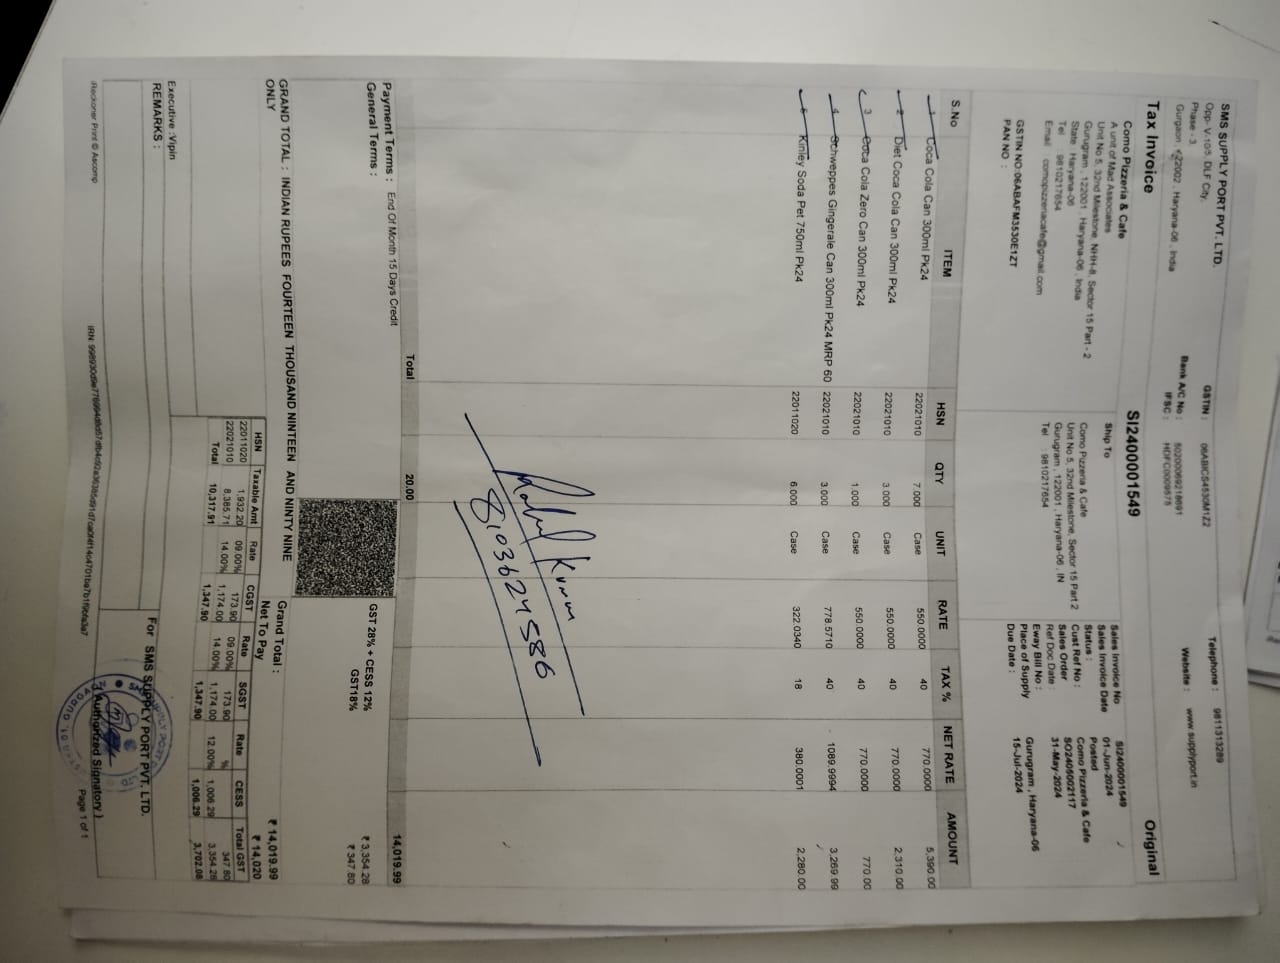 SMS SUPPLY PORT PVT. LTD.
Opp- V-10/5, DLF City,
Phase - 3,
Gurgaon, 122002, Haryana-06, India
GSTIN : 06ABICS4530M1Z2
Bank A/C No : 50200069218691
IFSC : HDFC0009575
Telephone : 9811313289
Website : www.supplyport.in
Tax Invoice SI2400001549 Original
Como Pizzeria & Cafe
A unit of Mad Associates
Unit No 5, 32nd Milestone, NHH-8, Sector 15 Part - 2
Gurugram , 122001 , Haryana-06 , India
State : Haryana-06
Tel : 9810217654
Email : comopizzeriacafe@gmail.com
GSTIN NO:06ABAFM3530E1ZT
PAN NO :
Ship To
Como Pizzeria & Cafe
Unit No 5, 32nd Milestone, Sector 15 Part 2
Gurugram , 122001 , Haryana-06 , IN
Tel : 9810217654
Sales Invoice No SI2400001549
Sales Invoice Date 01-Jun-2024
Status : Posted
Cust Ref No : Como Pizzeria & Cafe
Sales Order SO2405002117
Ref Doc Date : 31-May-2024
Eway Bill No :
Place of Supply Gurugram , Haryana-06
Due Date : 15-Jul-2024
S.No ITEM HSN QTY UNIT RATE TAX % NET RATE AMOUNT
1 Coca Cola Can 300ml Pk24 22021010 7.000 Case 550.0000 40 770.0000 5,390.00
2 Diet Coca Cola Can 300ml Pk24 22021010 3.000 Case 550.0000 40 770.0000 2,310.00
3 Coca Cola Zero Can 300ml Pk24 22021010 1.000 Case 550.0000 40 770.0000 770.00
4 Schweppes Gingerale Can 300ml Pk24 MRP 60 22021010 3.000 Case 778.5710 40 1089.9994 3,269.99
5 Kinley Soda Pet 750ml Pk24 22011020 6.000 Case 322.0340 18 380.0001 2,280.00
8103624586
Total 20.00 14,019.99
Payment Terms : End Of Month 15 Days Credit
General Terms :
GST 28% + CESS 12% ₹ 3,354.28
GST18% ₹ 347.80
GRAND TOTAL : INDIAN RUPEES FOURTEEN THOUSAND NINTEEN AND NINTY NINE
ONLY
Grand Total : ₹ 14,019.99
Net To Pay ₹ 14,020
HSN Taxable Amt Rate CGST Rate SGST Rate % CESS Total GST
22011020 1,932.20 09.00% 173.90 09.00% 173.90 347.80
22021010 8,385.71 14.00% 1,174.00 14.00% 1,174.00 12.00% 1,006.29 3,354.28
Total 10,317.91 1,347.90 1,347.90 1,006.29 3,702.08
Executive :Vipin
REMARKS :
For SMS SUPPLY PORT PVT. LTD.
( Authorized Signatory )
iReckoner Print © Ascomp
Page 1 of 1